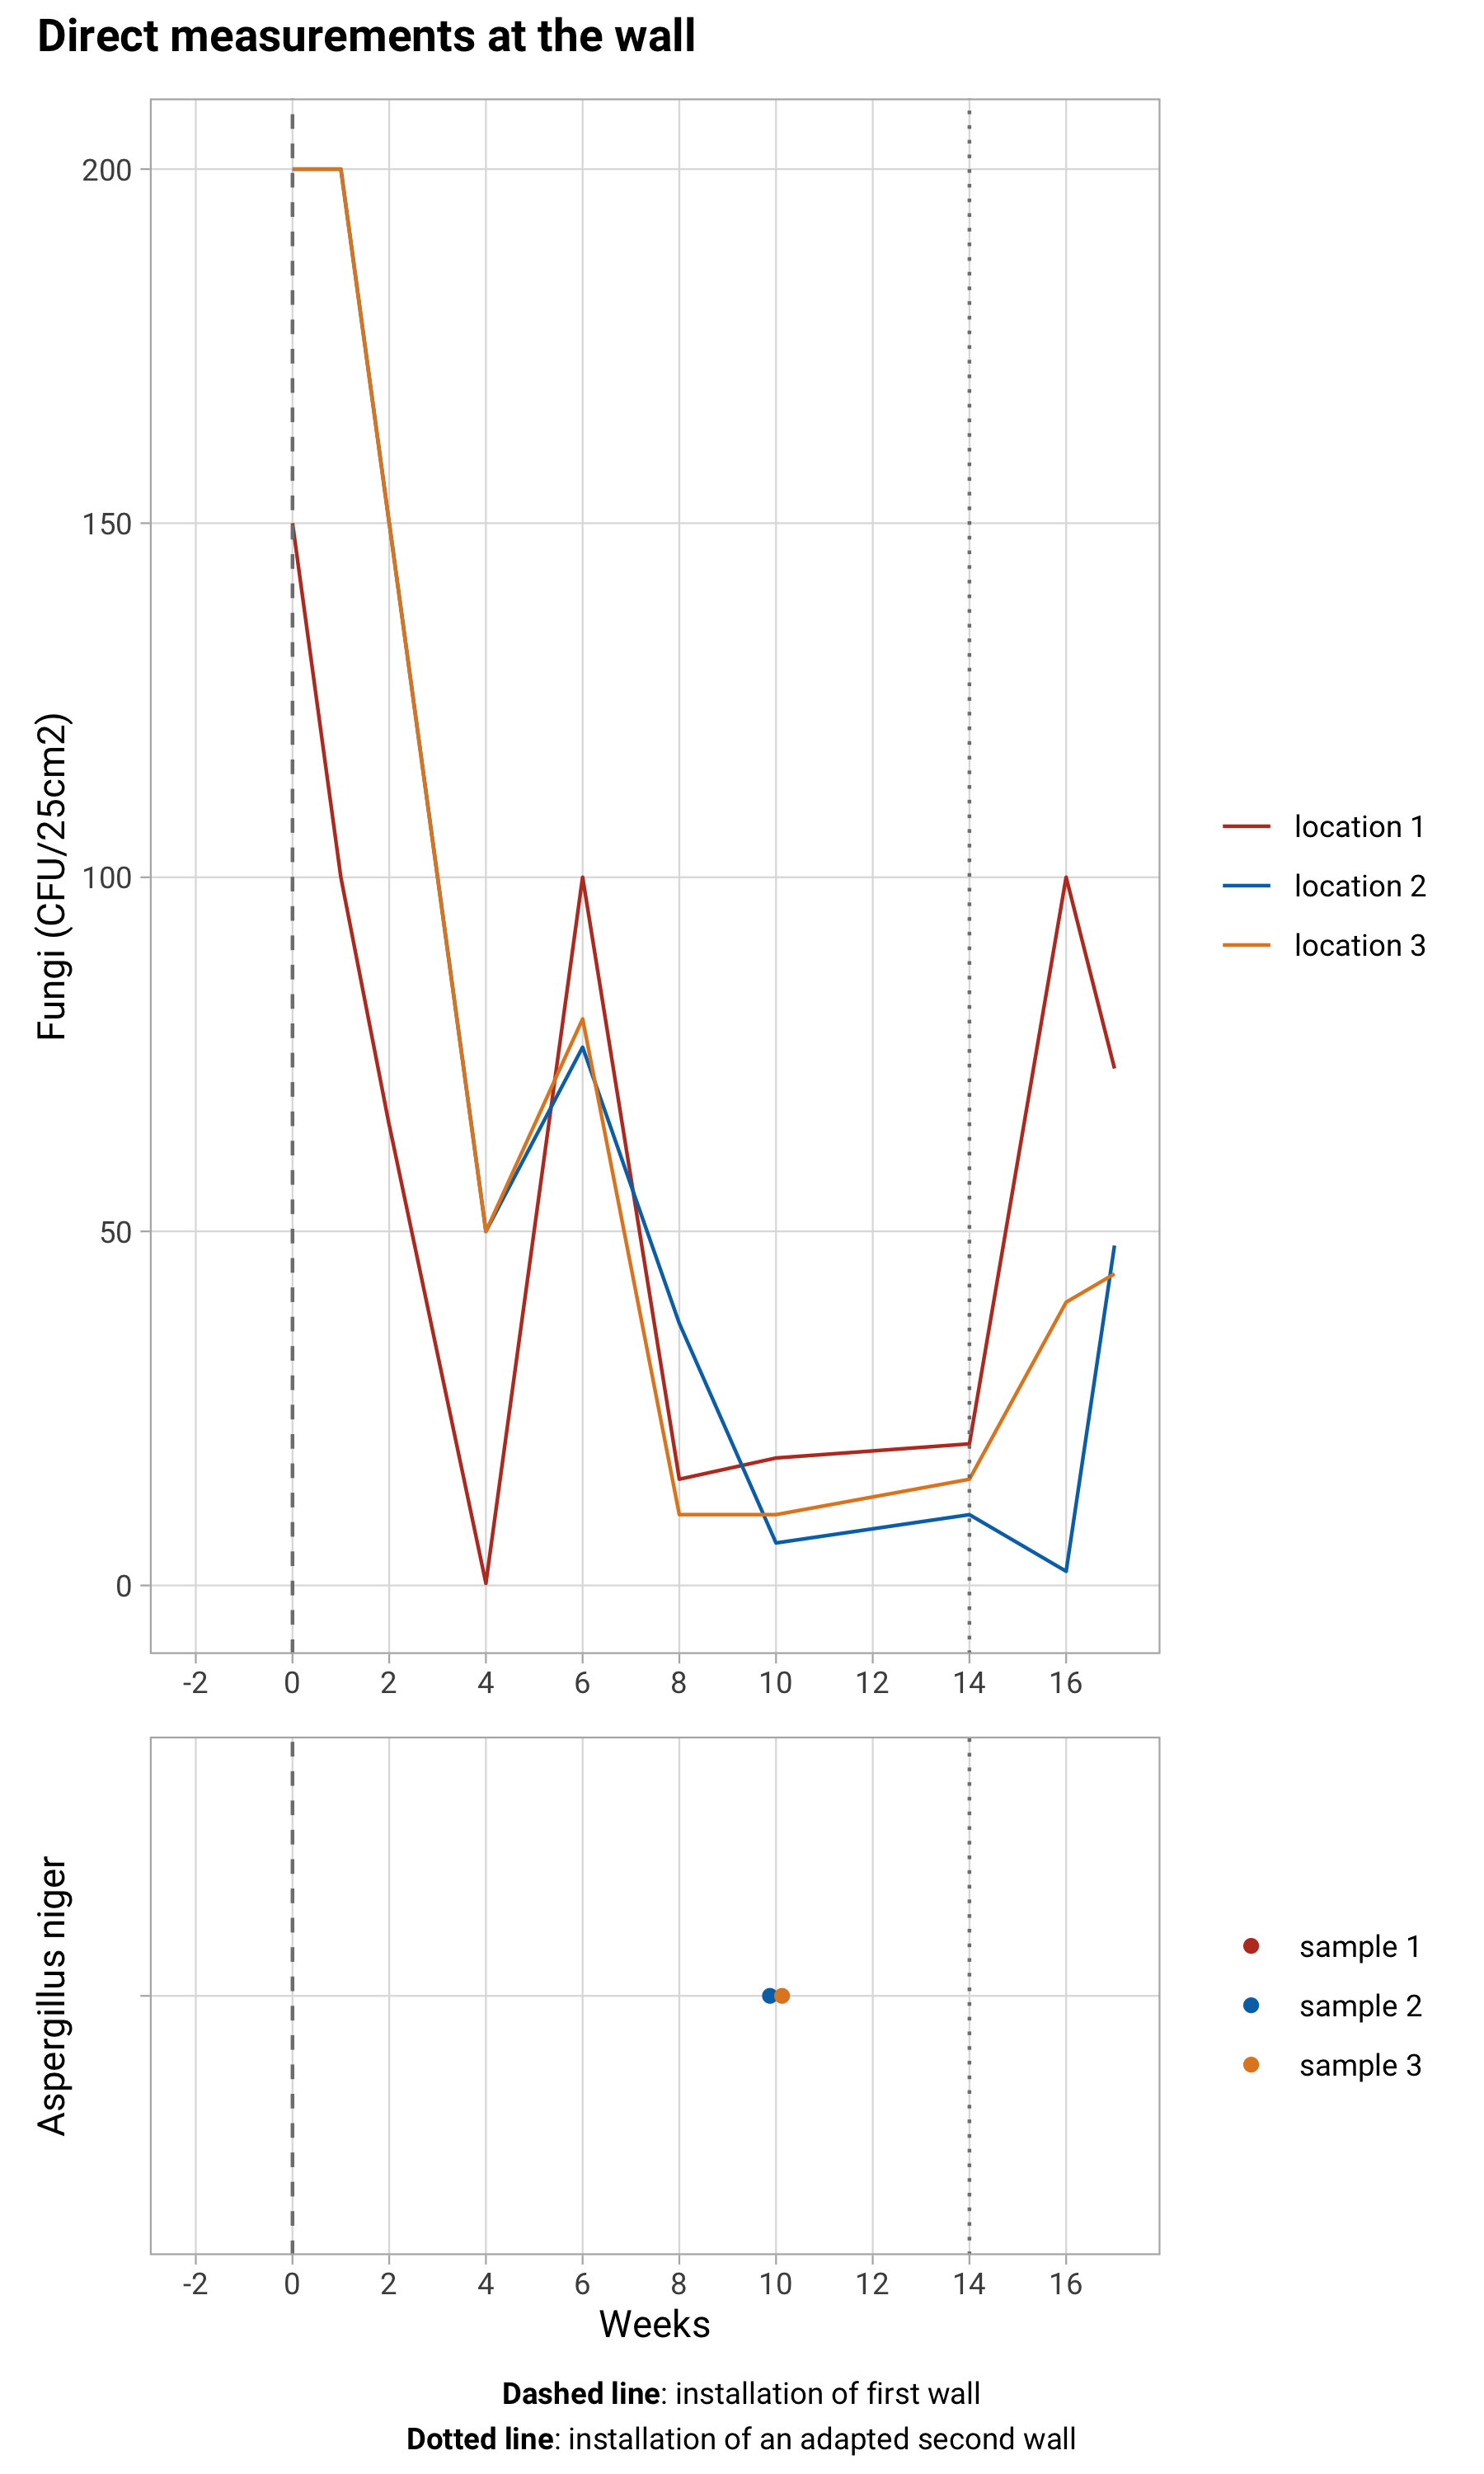 Direct measurements at the wall
Fungi (CFU/25cm2)
200
150
100
50
0
-2 0 2 4 6 8 10 12 14 16
location 1
location 2
location 3
Aspergillus niger
-2 0 2 4 6 8 10 12 14 16
Weeks
sample 1
sample 2
sample 3
Dashed line: installation of first wall
Dotted line: installation of an adapted second wall